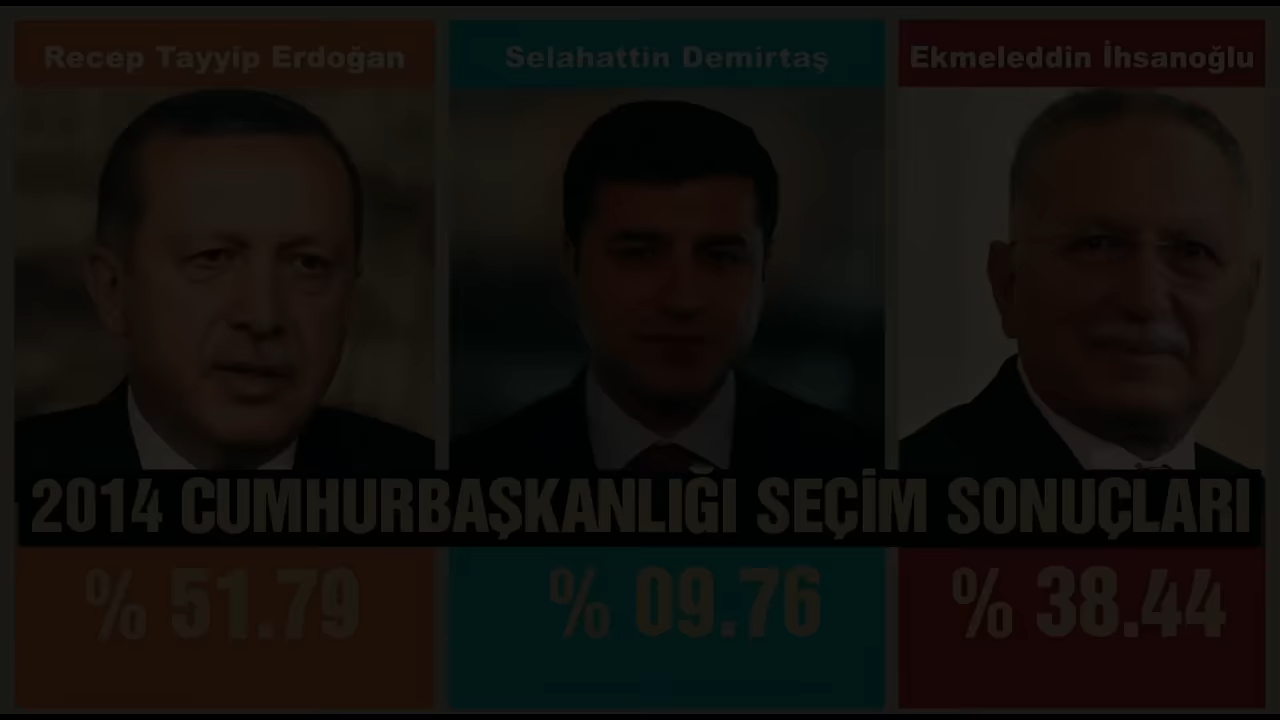 Recep Tayyip Erdoğan
Selahattin Demirtaş
Ekmeleddin İhsanoğlu
2014 CUMHURBAŞKANLIĞI SEÇİM SONUÇLARI
% 51.79
% 09.76
% 38.44